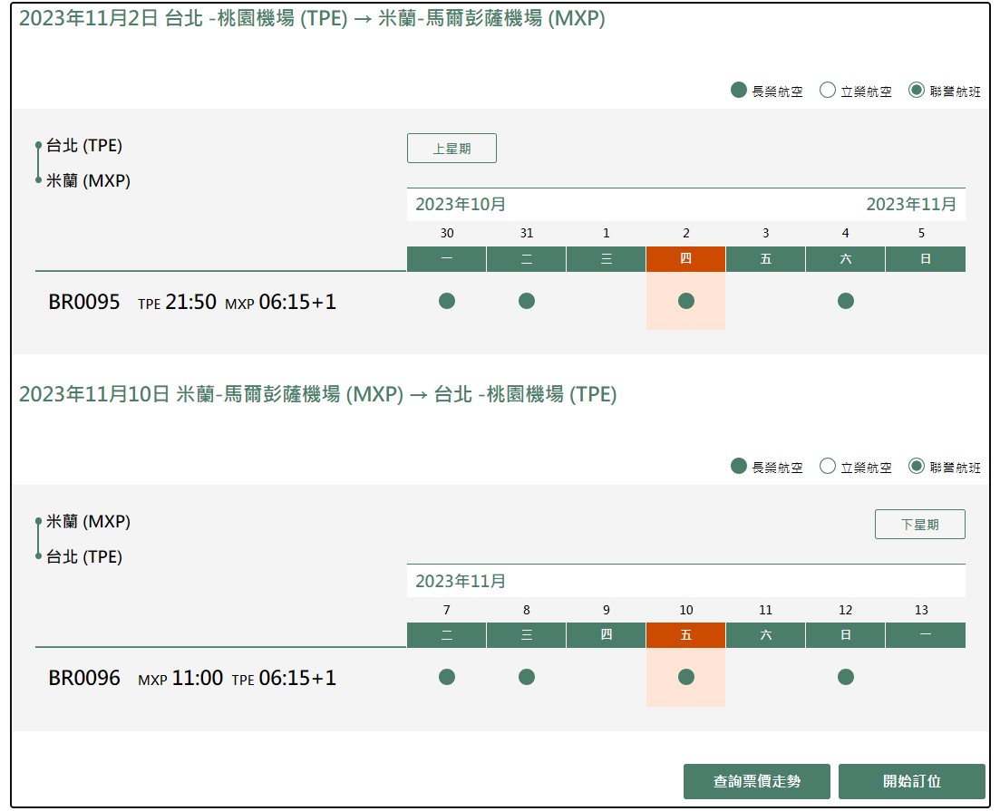 2023年11月2日 台北 -桃園機場 (TPE) → 米蘭-馬爾彭薩機場 (MXP)
長榮航空 立榮航空 聯營航班
台北 (TPE)
米蘭 (MXP)
上星期
2023年10月 2023年11月
30 31 1 2 3 4 5
一 二 三 四 五 六 日
BR0095 TPE 21:50 MXP 06:15+1
2023年11月10日 米蘭-馬爾彭薩機場 (MXP) → 台北 -桃園機場 (TPE)
長榮航空 立榮航空 聯營航班
米蘭 (MXP)
台北 (TPE)
下星期
2023年11月
7 8 9 10 11 12 13
二 三 四 五 六 日 一
BR0096 MXP 11:00 TPE 06:15+1
查詢票價走勢 開始訂位